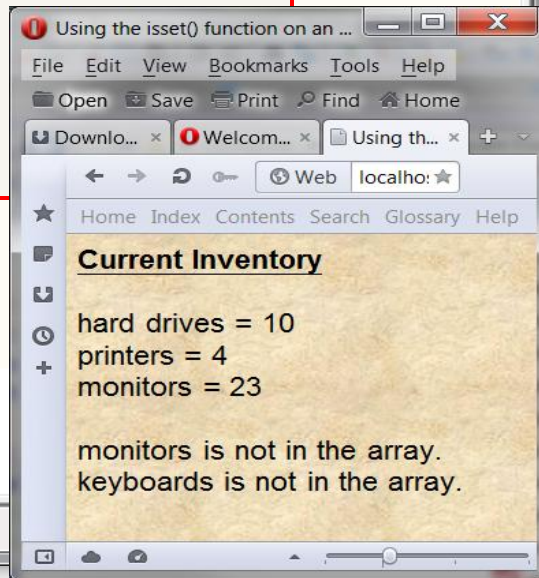 Using the isset() function on an ...
File Edit View Bookmarks Tools Help
Open Save Print Find Home
Downlo... Welcom... Using th...
Web localho:
Home Index Contents Search Glossary Help
Current Inventory
hard drives = 10
printers = 4
monitors = 23
monitors is not in the array.
keyboards is not in the array.